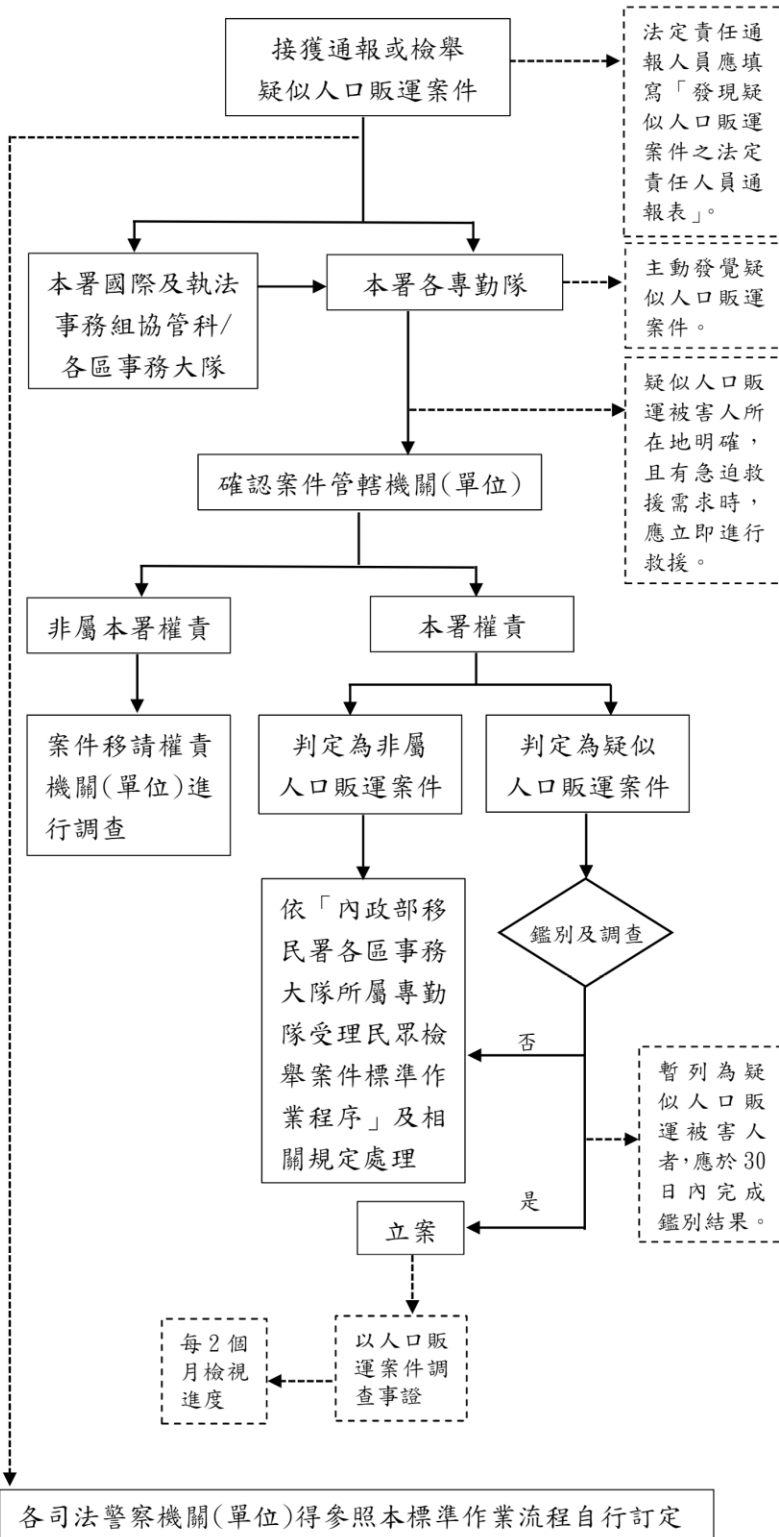 接獲通報或檢舉
疑似人口販運案件
法定責任通
報人員應填
寫「發現疑
似人口販運
案件之法定
責任人員通
報表」。
本署國際及執法
事務組協管科/
各區事務大隊
本署各專勤隊
主動發覺疑
似人口販運
案件。
疑似人口販
運被害人所
在地明確，
且有急迫救
援需求時，
應立即進行
救援。
確認案件管轄機關(單位)
非屬本署權責
本署權責
案件移請權責
機關(單位)進
行調查
判定為非屬
人口販運案件
判定為疑似
人口販運案件
依「內政部移
民署各區事務
大隊所屬專勤
隊受理民眾檢
舉案件標準作
業程序」及相
關規定處理
鑑別及調查
否
暫列為疑
似人口販
運被害人
者，應於30
日內完成
鑑別結果。
是
立案
以人口販
運案件調
查事證
每2個
月檢視
進度
各司法警察機關(單位)得參照本標準作業流程自行訂定